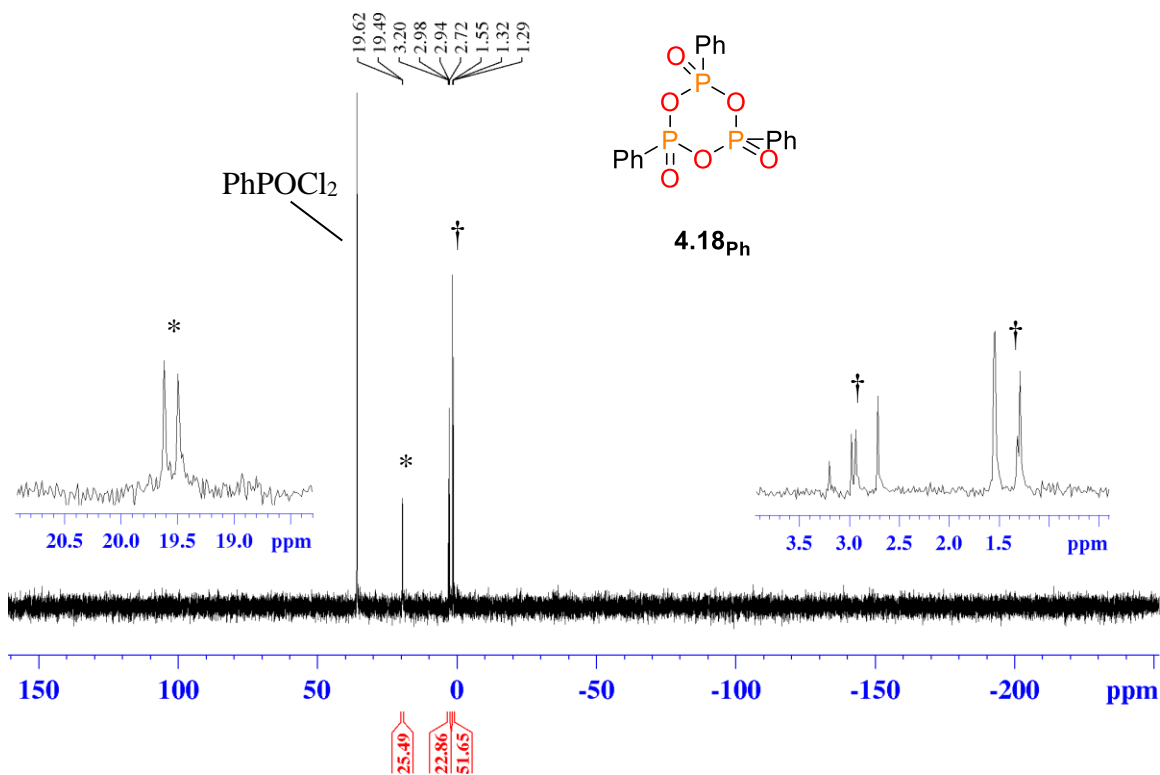 19.62
19.49
3.20
2.98
2.94
2.72
1.55
1.32
1.29
Ph
O
P
O
O
P
P
Ph
O
Ph
O
O
4.18Ph
PhPOCl₂
†
*
†
†
*
20.5 20.0 19.5 19.0 ppm
3.5 3.0 2.5 2.0 1.5 ppm
150 100 50 0 -50 -100 -150 -200 ppm
25.49
22.86
51.65